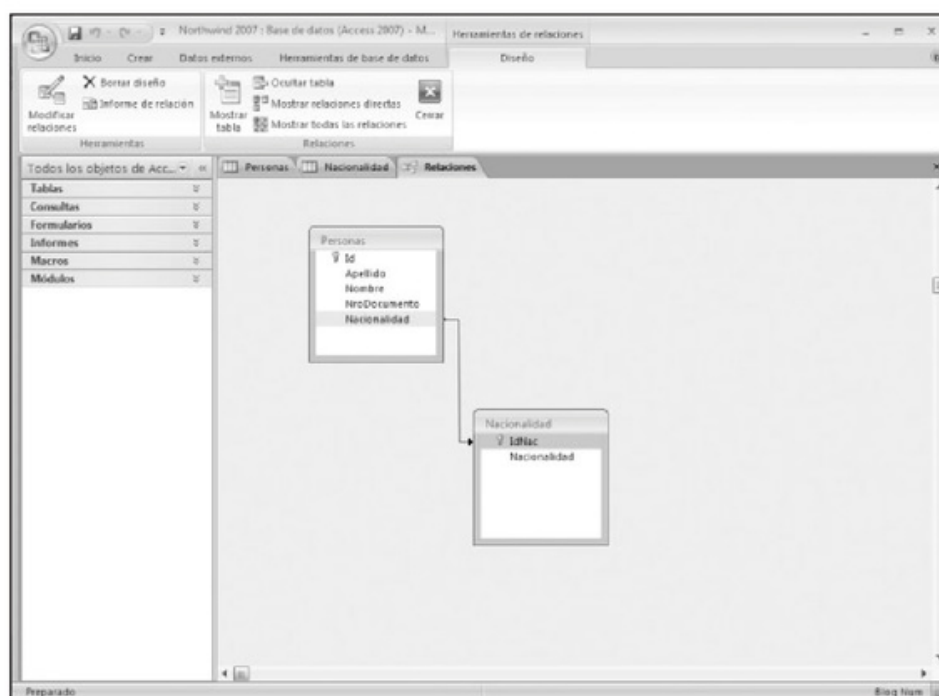 Northwind 2007 : Base de datos (Access 2007) - M...
Herramientas de relaciones
Inicio Crear Datos externos Herramientas de base de datos Diseño
Modificar relaciones
Borrar diseño
Informe de relación
Herramientas
Mostrar tabla
Ocultar tabla
Mostrar relaciones directas
Mostrar todas las relaciones
Cerrar
Relaciones
Todos los objetos de Acc...
Tablas
Consultas
Formularios
Informes
Macros
Módulos
Personas Nacionalidad Relaciones
Personas
Id
Apellido
Nombre
NroDocumento
Nacionalidad
Nacionalidad
IdNac
Nacionalidad
Preparado
Bloq Num